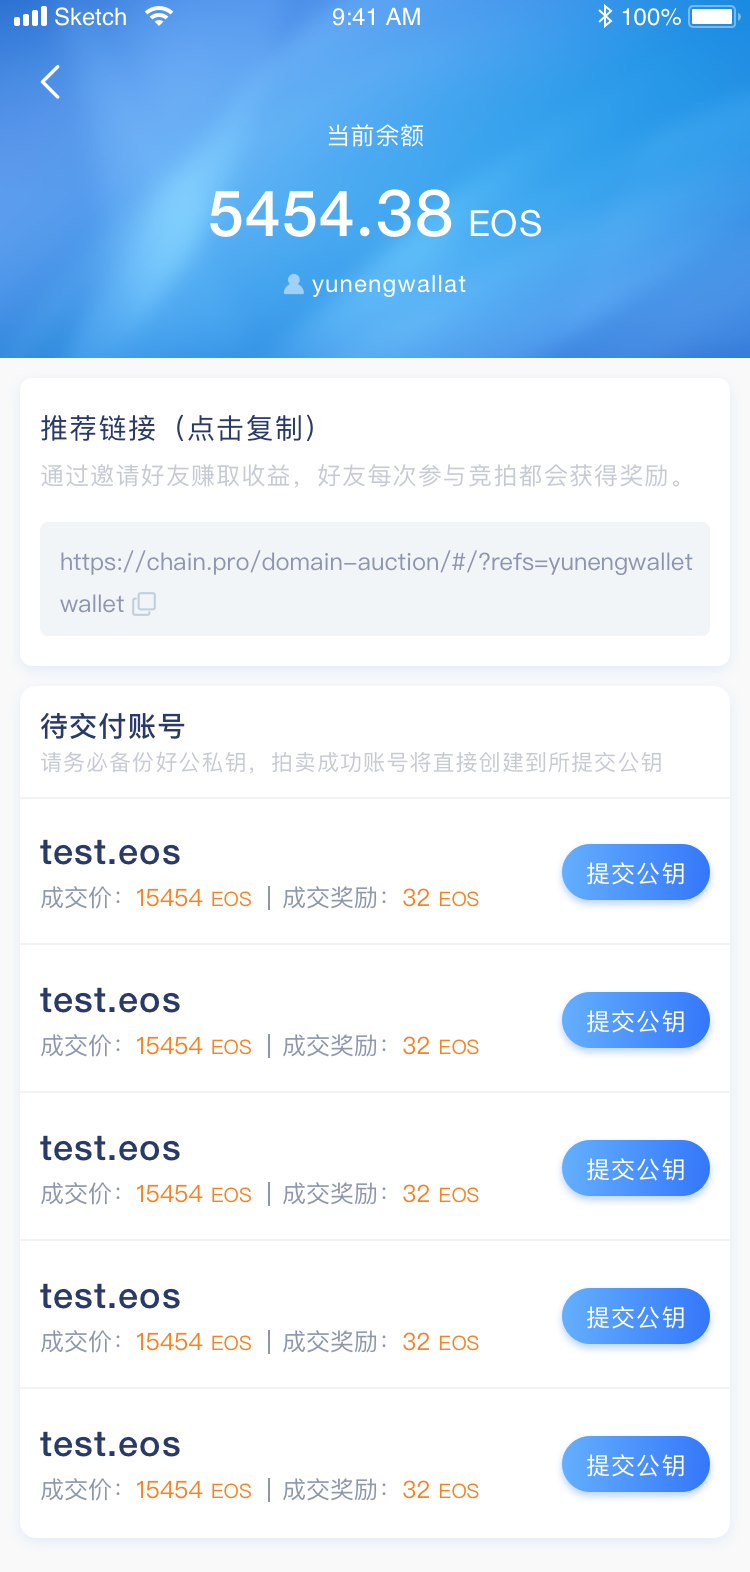 Sketch 9:41 AM 100%
当前余额
5454.38 EOS
yunengwallat
推荐链接（点击复制）
通过邀请好友赚取收益，好友每次参与竞拍都会获得奖励。
https://chain.pro/domain-auction/#/?refs=yunengwallet
wallet
待交付账号
请务必备份好公私钥，拍卖成功账号将直接创建到所提交公钥
test.eos
成交价：15454 EOS | 成交奖励：32 EOS
提交公钥
test.eos
成交价：15454 EOS | 成交奖励：32 EOS
提交公钥
test.eos
成交价：15454 EOS | 成交奖励：32 EOS
提交公钥
test.eos
成交价：15454 EOS | 成交奖励：32 EOS
提交公钥
test.eos
成交价：15454 EOS | 成交奖励：32 EOS
提交公钥